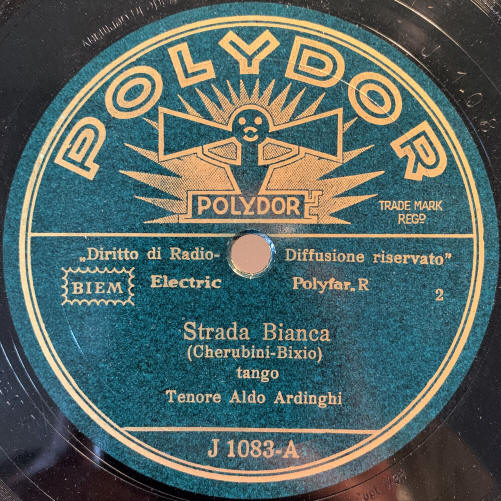 POLYDOR
POLYDOR
TRADE MARK
REGD
„Diritto di Radio- Diffusione riservato”
BIEM Electric Polyfar„R 2
Strada Bianca
(Cherubini-Bixio)
tango
Tenore Aldo Ardinghi
J 1083-A